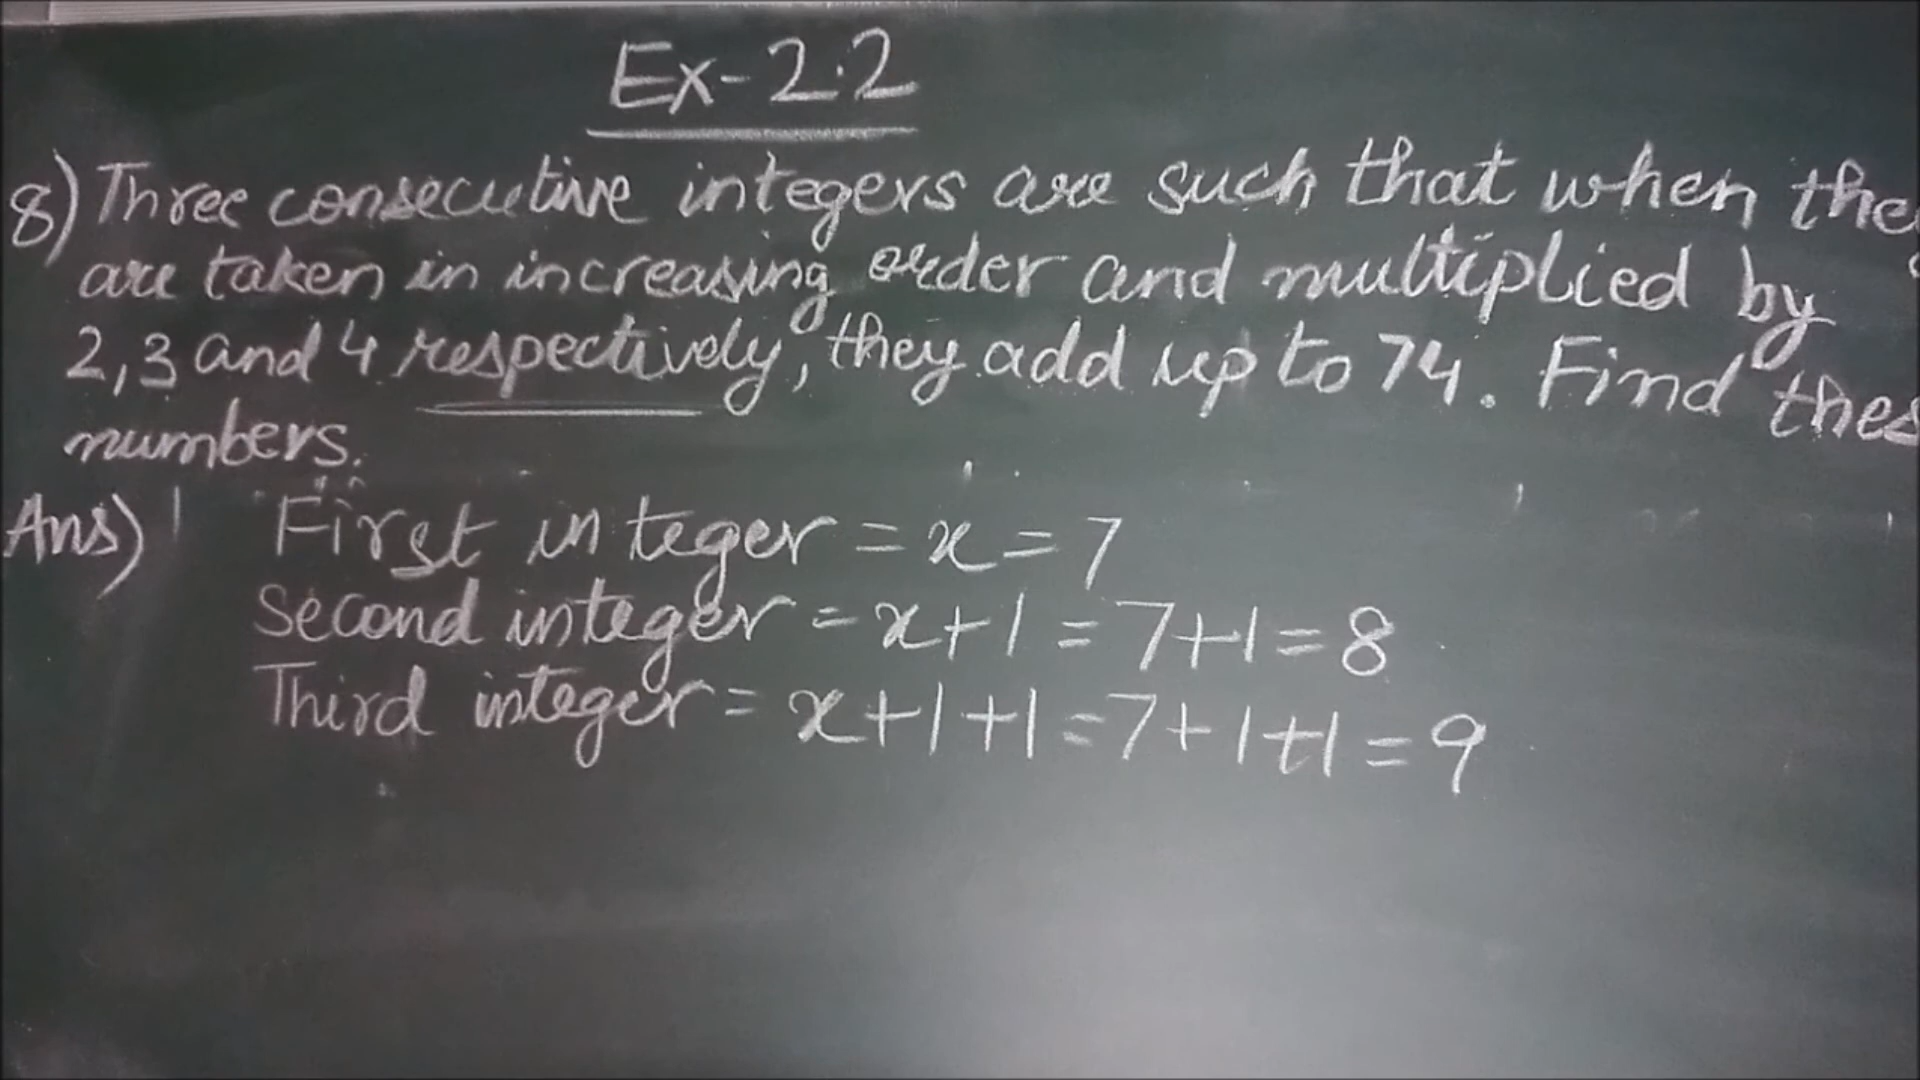 Ex-2.2
8) Three consecutive integers are such that when the
are taken in increasing order and multiplied by
2,3 and 4 respectively, they add up to 74. Find thes
numbers.
Ans) First integer = x = 7
Second integer = x+1 = 7+1 = 8
Third integer = x+1+1 = 7+1+1 = 9